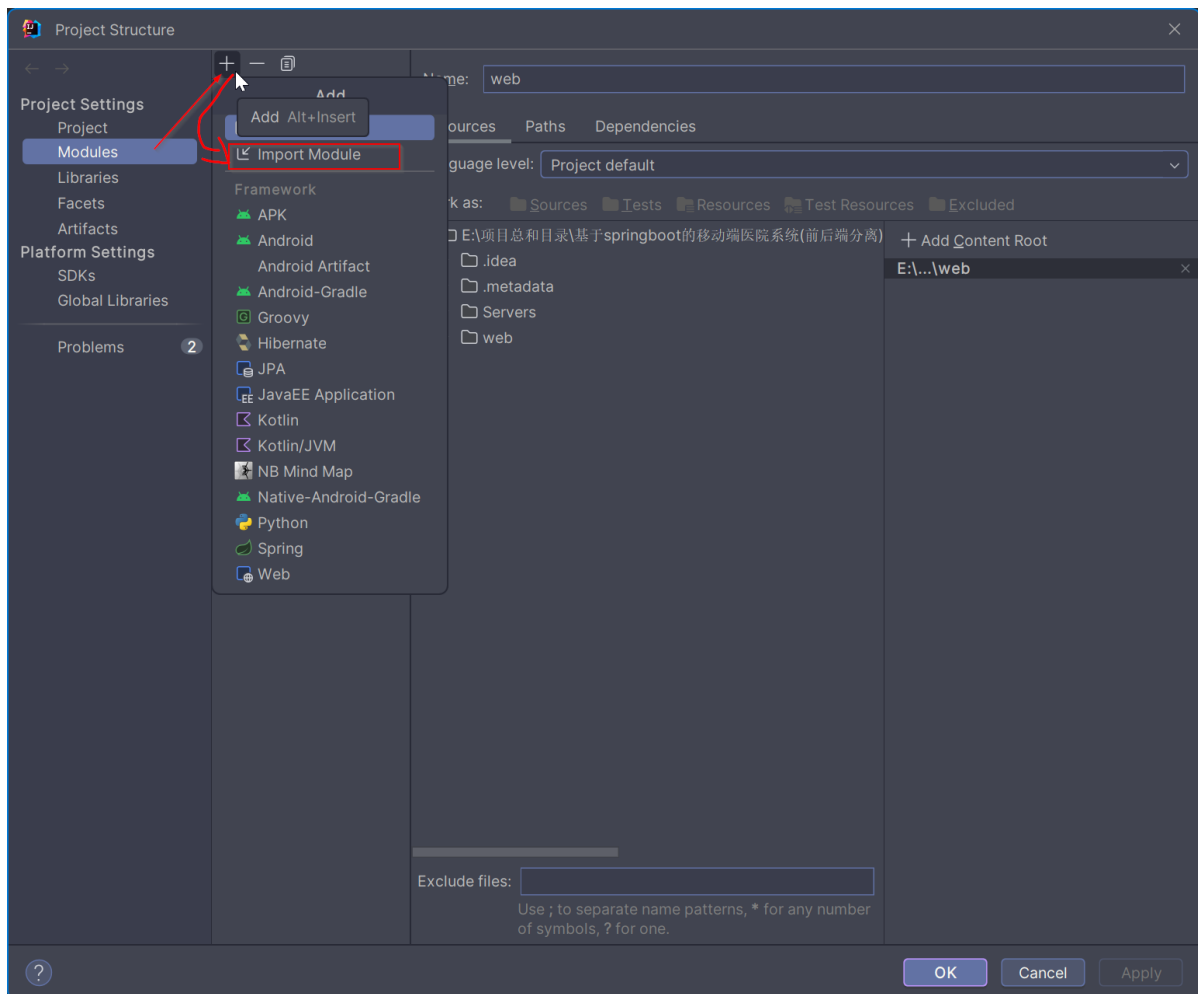 Project Structure
Project Settings
Project
Modules
Libraries
Facets
Artifacts
Platform Settings
SDKs
Global Libraries
Problems 2
Add
Add Alt+Insert
Import Module
Framework
APK
Android
Android Artifact
Android-Gradle
Groovy
Hibernate
JPA
JavaEE Application
Kotlin
Kotlin/JVM
NB Mind Map
Native-Android-Gradle
Python
Spring
Web
web
Paths Dependencies
level: Project default
as: Sources Tests Resources Test Resources Excluded
E:\项目总和目录\基于springboot的移动端医院系统(前后端分离)
.idea
.metadata
Servers
web
Add Content Root
E:\...\web
Exclude files:
Use ; to separate name patterns, * for any number
of symbols, ? for one.
?
OK Cancel Apply